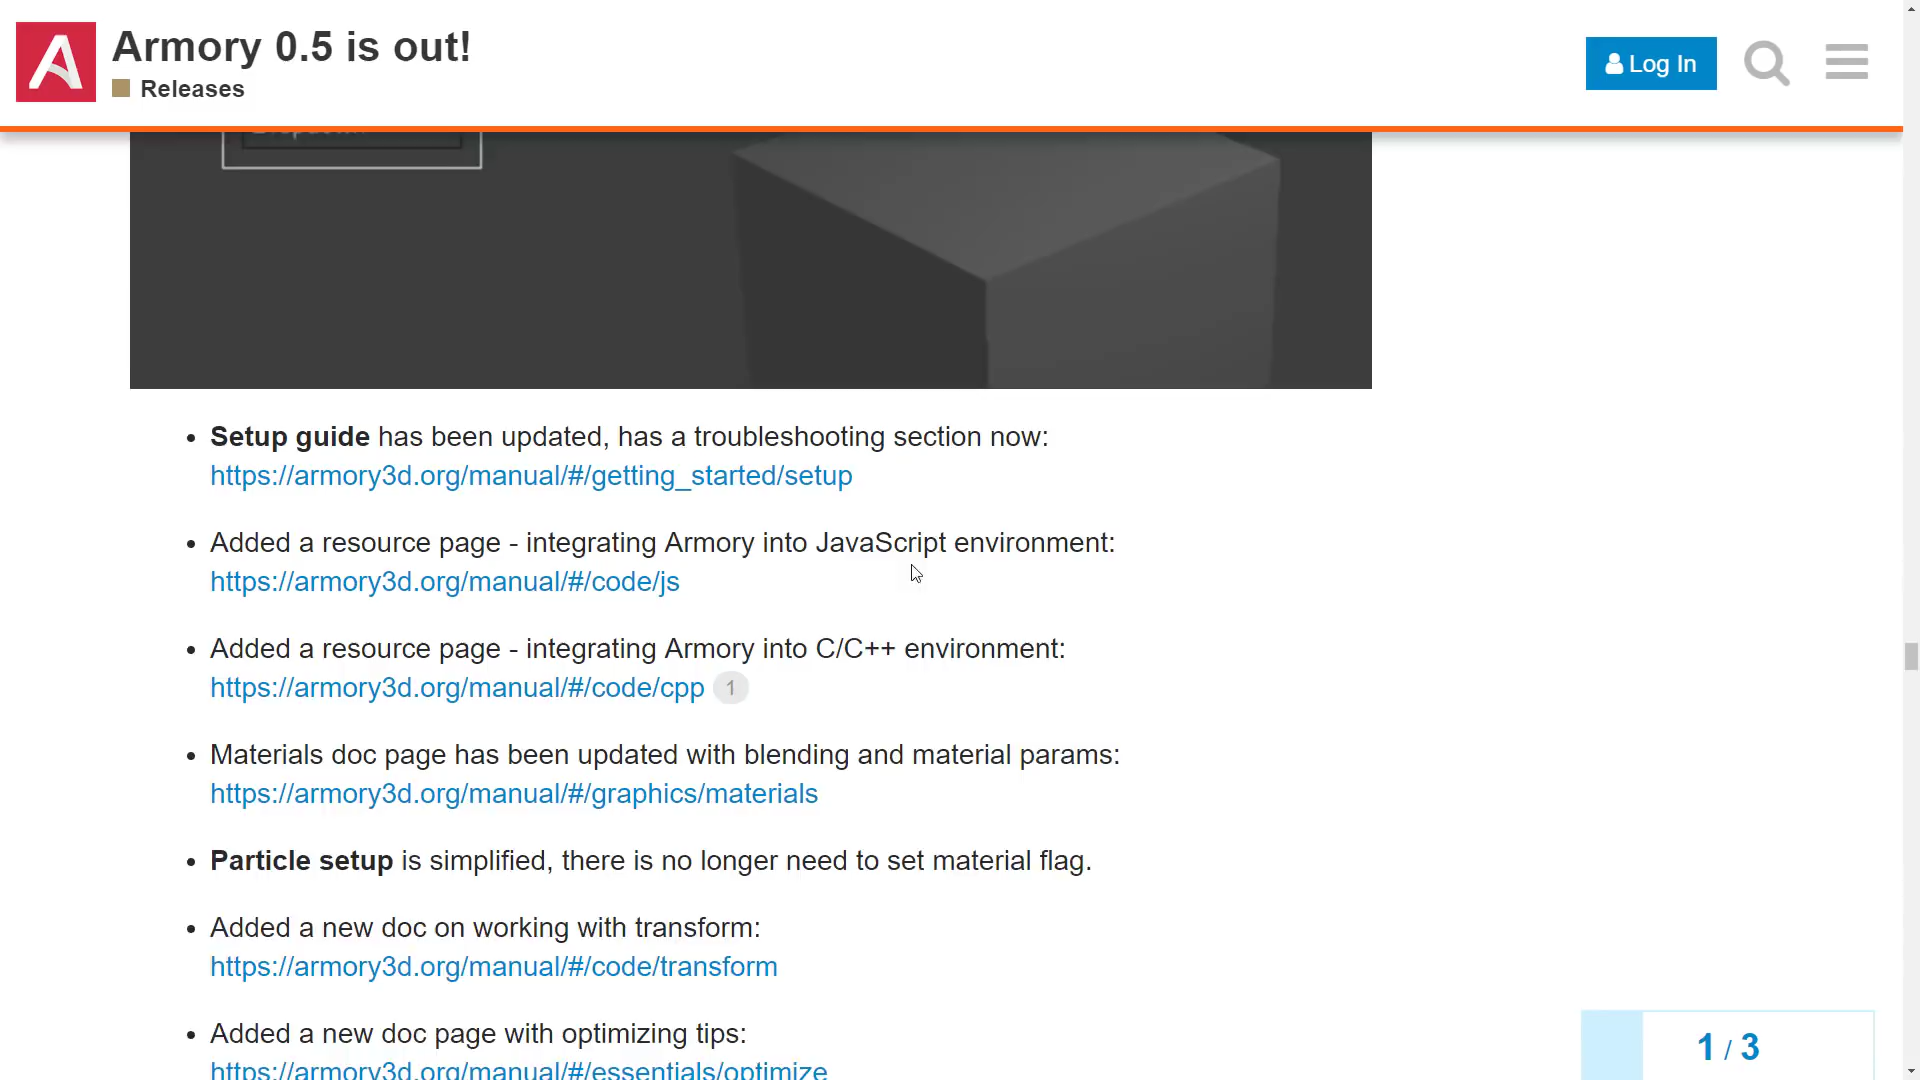 Armory 0.5 is out!
Releases
Log In
Setup guide has been updated, has a troubleshooting section now:
https://armory3d.org/manual/#/getting_started/setup
Added a resource page - integrating Armory into JavaScript environment:
https://armory3d.org/manual/#/code/js
Added a resource page - integrating Armory into C/C++ environment:
https://armory3d.org/manual/#/code/cpp 1
Materials doc page has been updated with blending and material params:
https://armory3d.org/manual/#/graphics/materials
Particle setup is simplified, there is no longer need to set material flag.
Added a new doc on working with transform:
https://armory3d.org/manual/#/code/transform
Added a new doc page with optimizing tips:
https://armory3d.org/manual/#/essentials/optimize
1 / 3